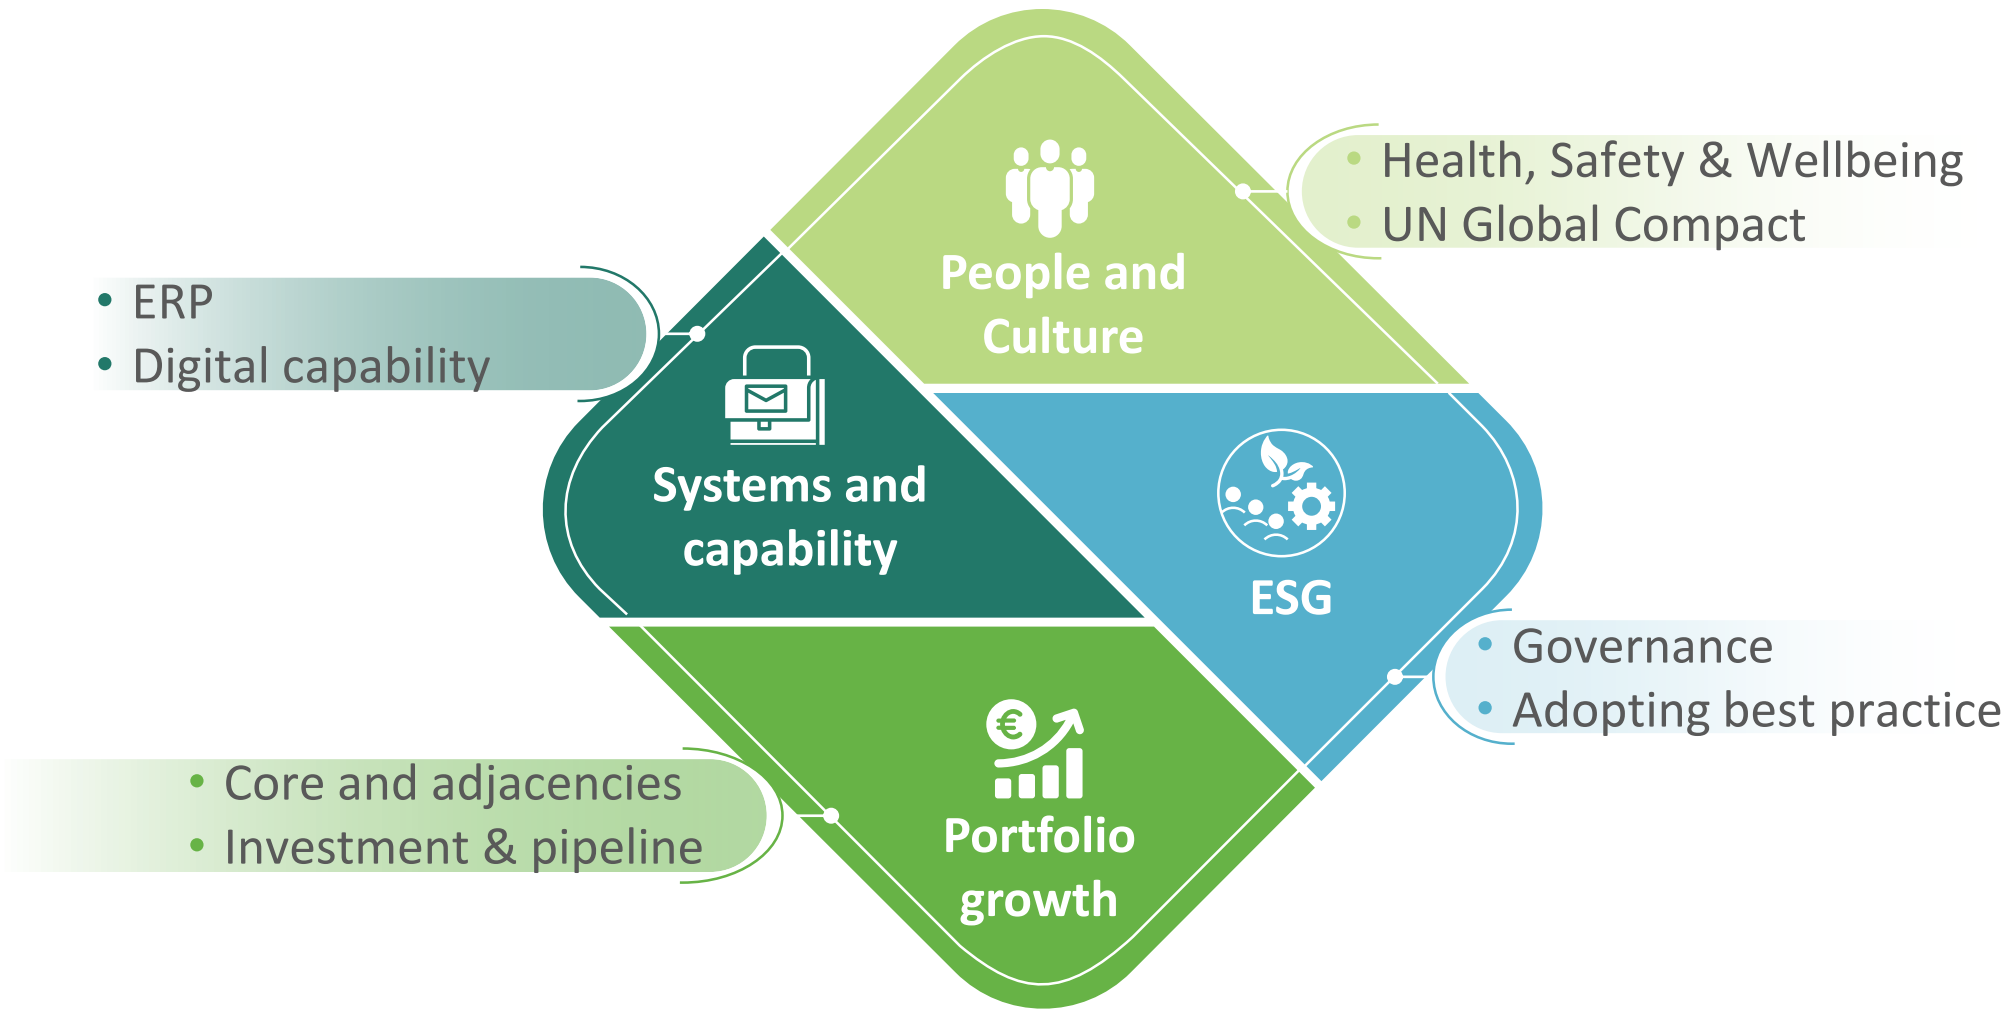 People and
Culture
• Health, Safety & Wellbeing
• UN Global Compact
• ERP
• Digital capability
Systems and
capability
ESG
• Governance
• Adopting best practice
• Core and adjacencies
• Investment & pipeline
€
Portfolio
growth